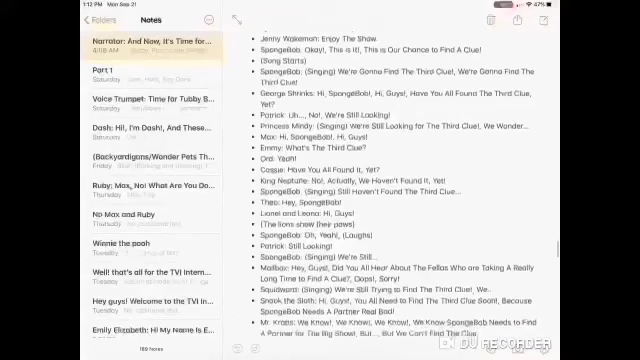 1:12 PM Mon Sep 21
47%
Folders
Notes
Narrator: And Now, It's Time for...
4:18 AM
Part 1
Saturday
Voice Trumpet: Time for Tubby B...
Saturday
Dash: Hi!, I'm Dash!, And These...
Saturday
(Backyardigans/Wonder Pets Th...
Friday
Ruby: Max, No! What Are You Do...
Thursday
No Max and Ruby
Thursday
Winnie the pooh
Tuesday
Well! that's all for the TVI Intern...
Tuesday
Hey guys! Welcome to the TVI In...
Tuesday
Emily Elizabeth: Hi My Name Is E...
189 Notes
• Jenny Wakeman: Enjoy The Show.
• SpongeBob: Okay!, This is It!, This is Our Chance to Find A Clue!
• (Song Starts)
• SpongeBob: (Singing) We're Gonna Find The Third Clue!, We're Gonna Find The Third Clue!
• George Shrinks: Hi, SpongeBob!, Hi, Guys!, Have You All Found The Third Clue, Yet?
• Patrick: Uh..., No!, We're Still Looking!
• Princess Mindy: (Singing) We're Still Looking for The Third Clue!, We Wonder...
• Max: Hi, SpongeBob!, Hi, Guys!
• Emmy: What's The Third Clue?
• Ord: Yeah!
• Cassie: Have You All Found It, Yet?
• King Neptune: No!, Actually, We Haven't Found It, Yet!
• SpongeBob: (Singing) Still Haven't Found The Third Clue...
• Theo: Hey, SpongeBob!
• Lionel and Leona: Hi, Guys!
• (The lions show their paws)
• SpongeBob: Oh, Yeah!, (Laughs)
• Patrick: Still Looking!
• SpongeBob: (Singing) We're Still...
• Mailbox: Hey, Guys!, Did You All Hear About The Fellas Who are Taking A Really Long Time to Find A Clue?, Oops!, Sorry!
• Squidward: (Singing) We're Still Trying to Find The Third Clue!, We..
• Snook the Sloth: Hi, Guys!, You All Need to Find The Third Clue Soon!, Because SpongeBob Needs A Partner Real Bad!
• Mr. Krabs: We Know!, We Know!, We Know!, We Know SpongeBob Needs to Find A Partner for The Big Show!, But..., But We Can't Find The Clue
DU RECORDER